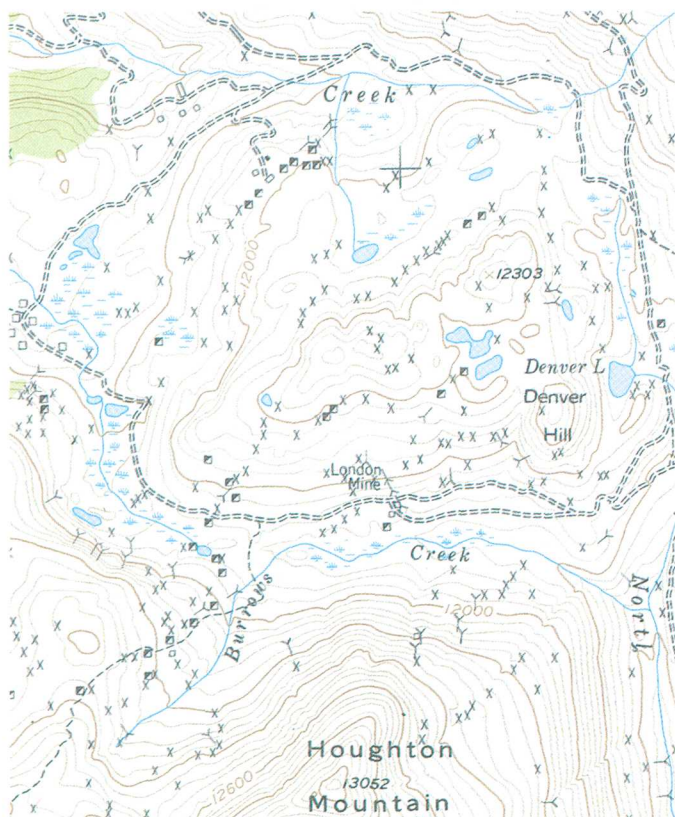 Creek
12000
12303
Denver L
Denver
Hill
London
Mine
Creek
Burrows
12000
North
Houghton
13052
Mountain
12600